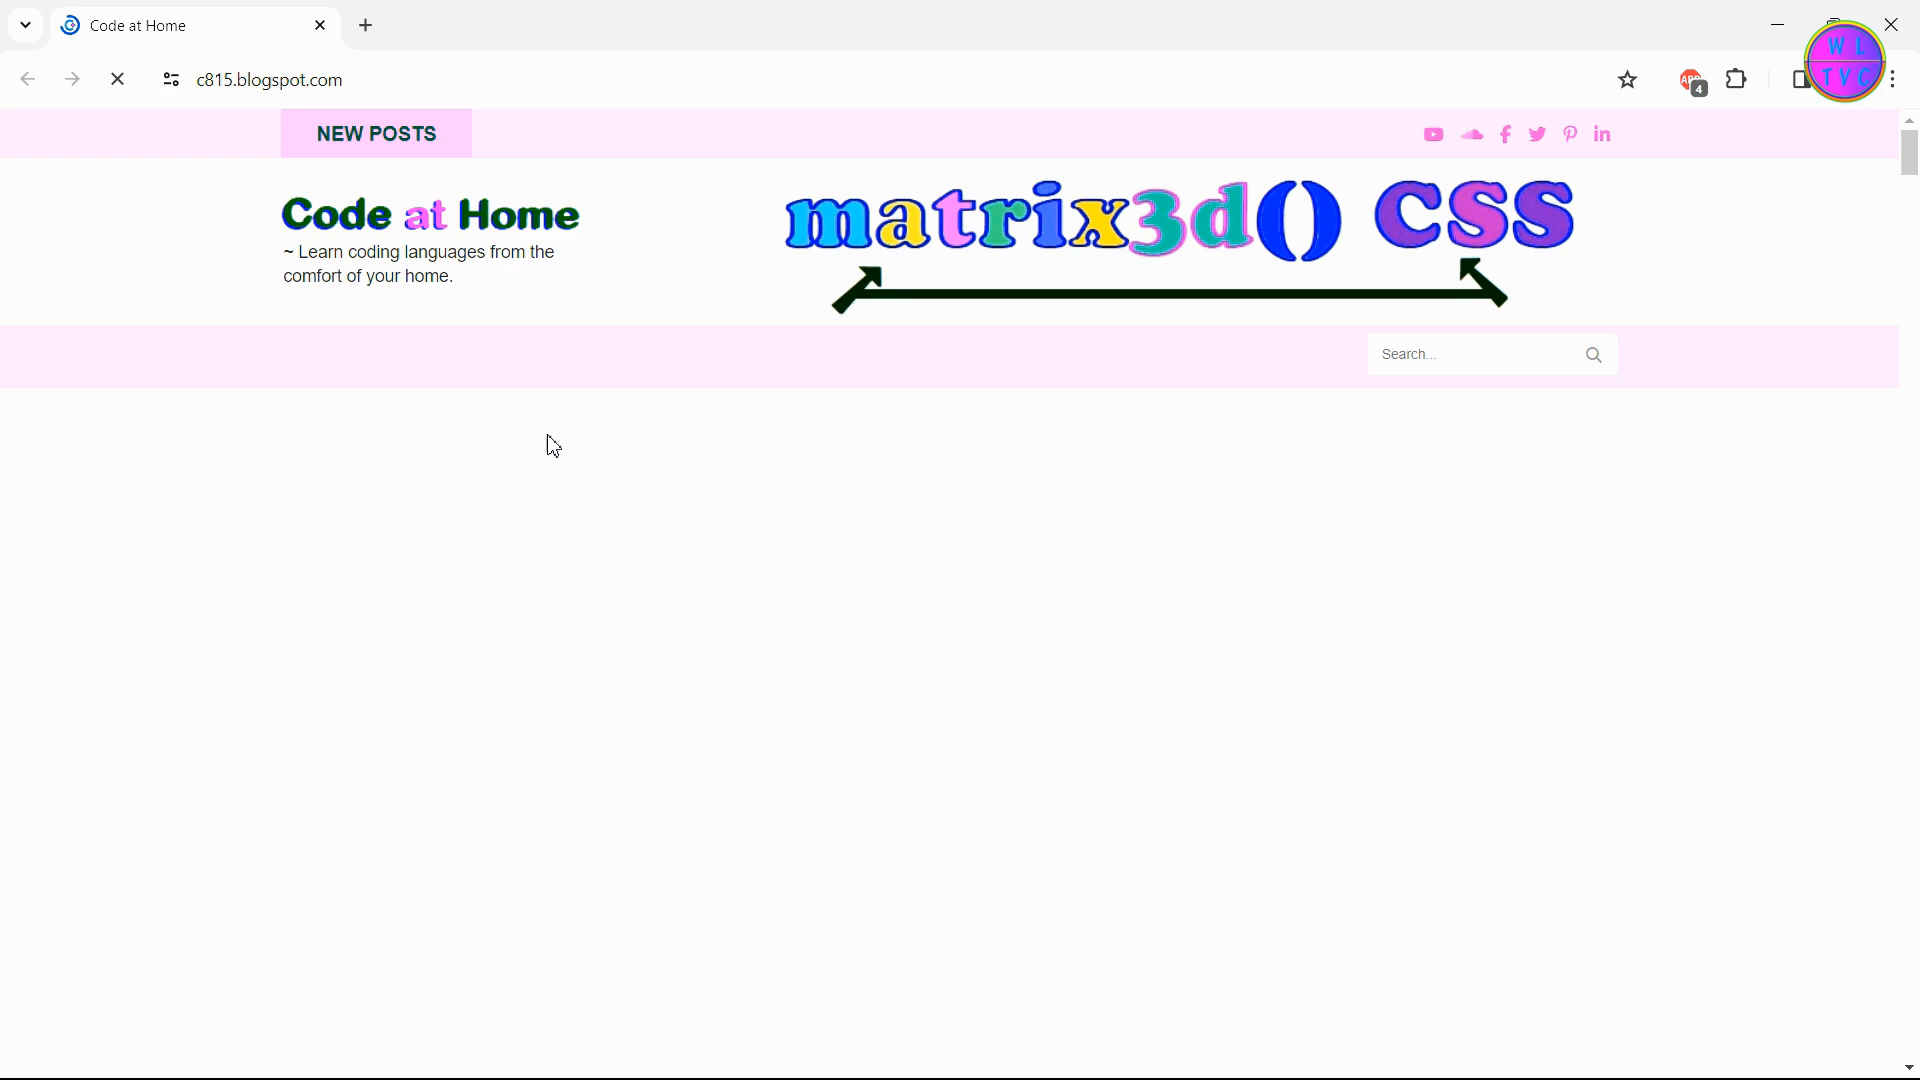 Code at Home
c815.blogspot.com
4
W L
T V C
NEW POSTS
Code at Home
~ Learn coding languages from the
comfort of your home.
matrix3d() CSS
Search...